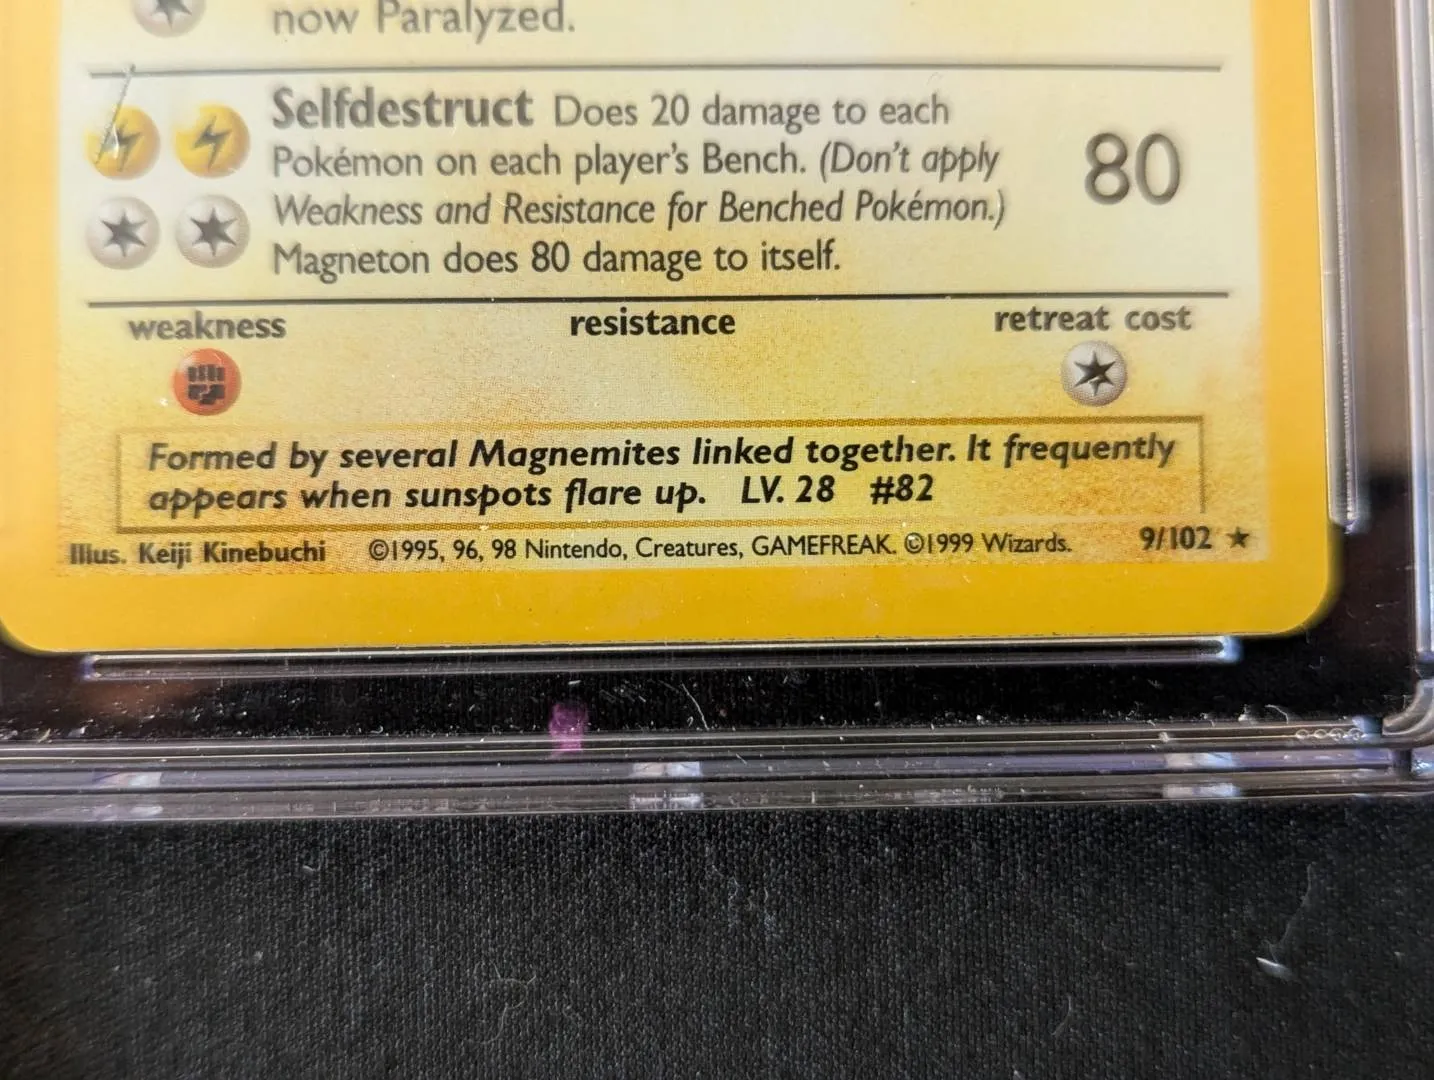 now Paralyzed.
Selfdestruct Does 20 damage to each
Pokémon on each player's Bench. (Don't apply
Weakness and Resistance for Benched Pokémon.)
Magneton does 80 damage to itself.
80
weakness resistance retreat cost
Formed by several Magnemites linked together. It frequently
appears when sunspots flare up. LV. 28 #82
Illus. Keiji Kinebuchi ©1995, 96, 98 Nintendo, Creatures, GAMEFREAK. ©1999 Wizards. 9/102 ★